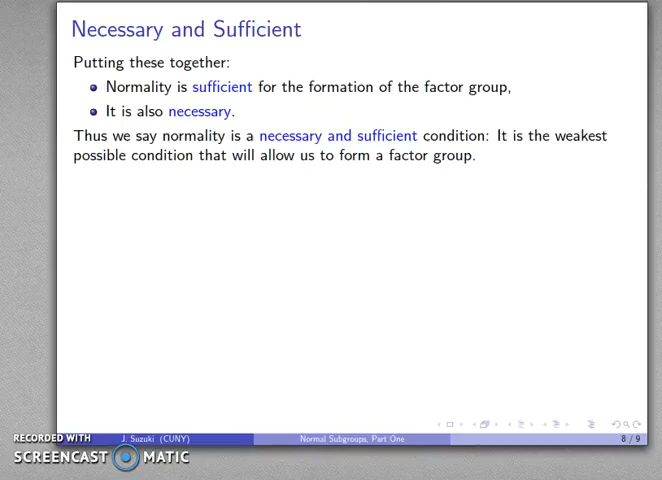 Necessary and Sufficient
Putting these together:
Normality is sufficient for the formation of the factor group,
It is also necessary.
Thus we say normality is a necessary and sufficient condition: It is the weakest
possible condition that will allow us to form a factor group.
J. Suzuki (CUNY) Normal Subgroups, Part One 8 / 9
RECORDED WITH
SCREENCAST MATIC